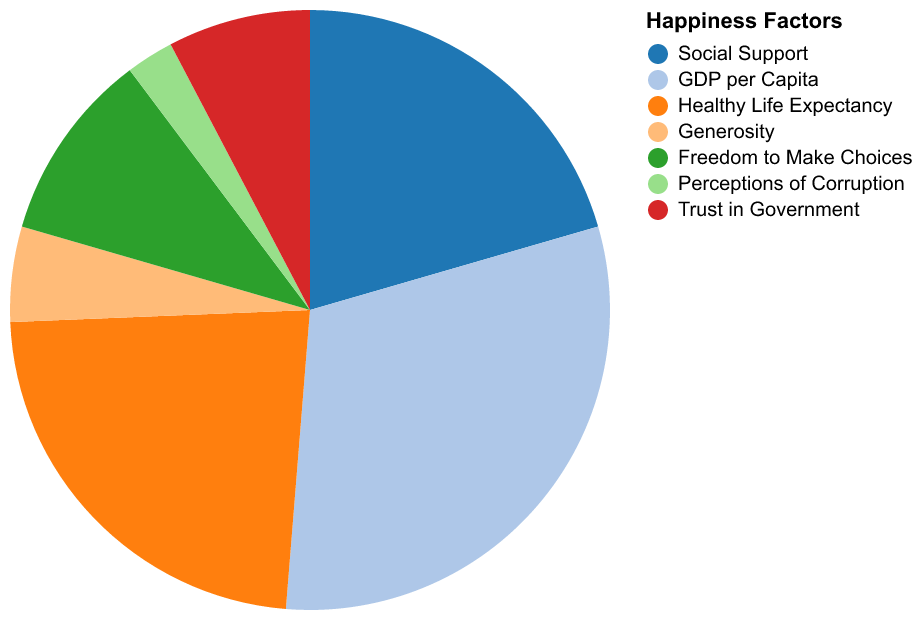 Happiness Factors
Social Support
GDP per Capita
Healthy Life Expectancy
Generosity
Freedom to Make Choices
Perceptions of Corruption
Trust in Government